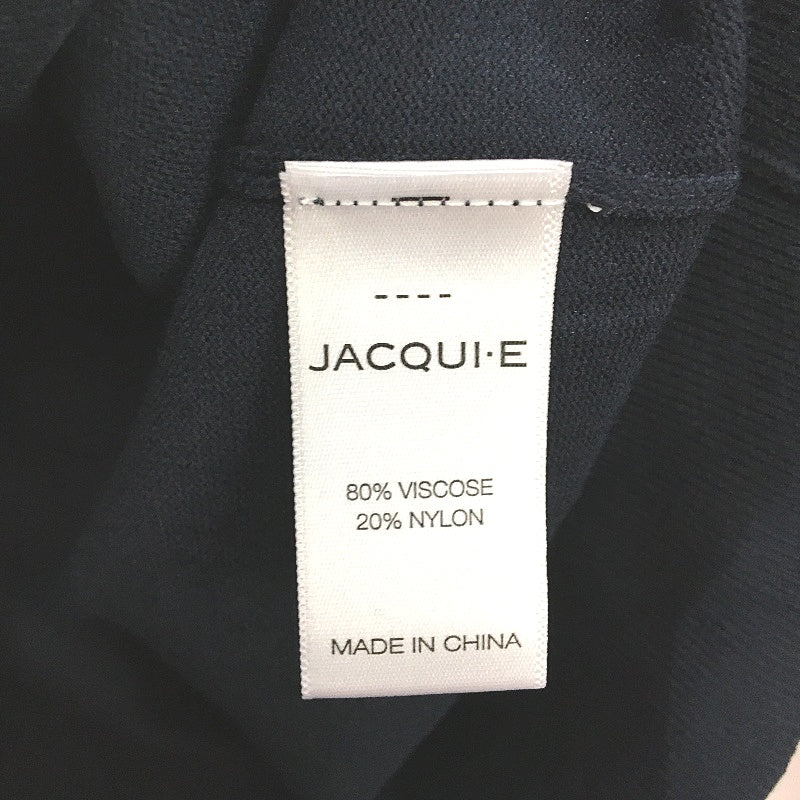 JACQUI·E
80% VISCOSE
20% NYLON
MADE IN CHINA